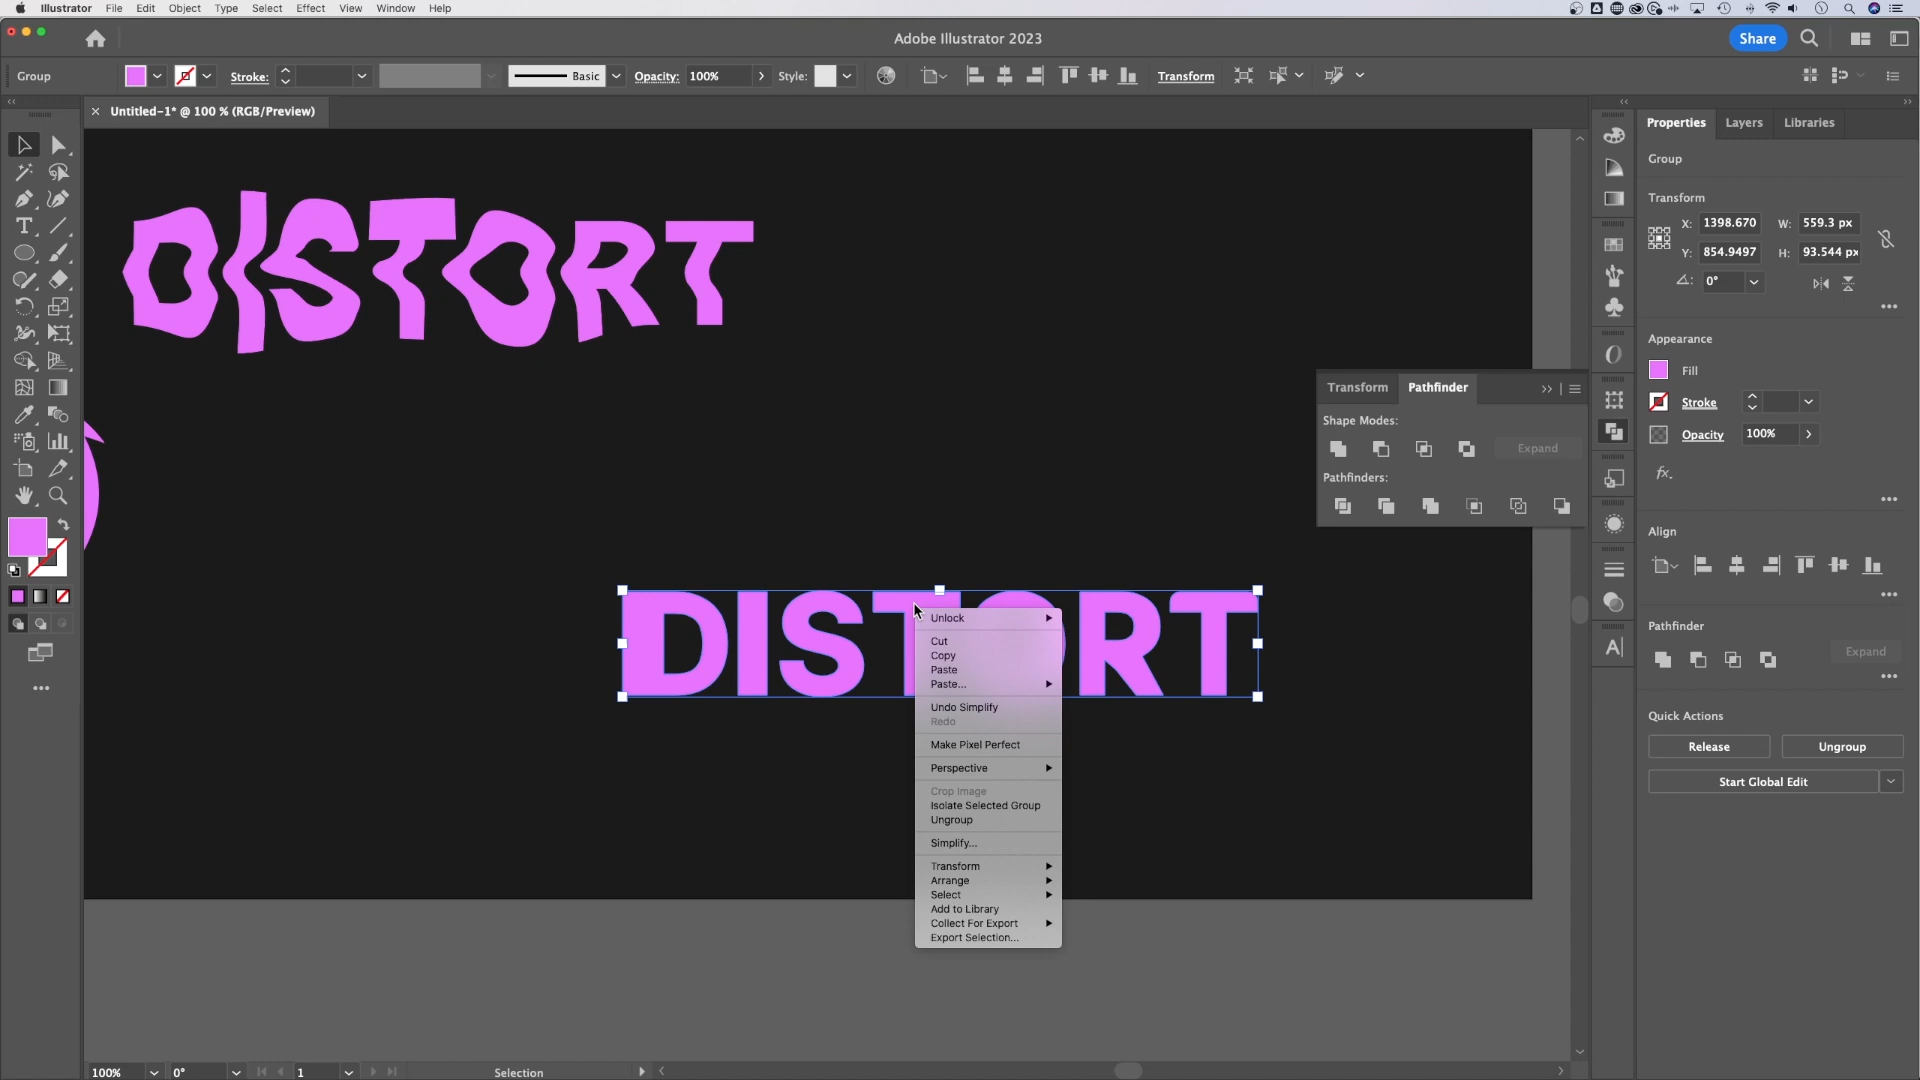 Illustrator File Edit Object Type Select Effect View Window Help
Adobe Illustrator 2023
Share
Group
Stroke:
Basic
Opacity: 100%
Style:
Transform
Untitled-1* @ 100 % (RGB/Preview)
Properties Layers Libraries
Group
Transform
X: 1398.670 W: 559.3 px
Y: 854.9497 H: 93.544 px
0°
Appearance
Fill
Stroke
Opacity 100%
fx.
Align
Pathfinder
Expand
Quick Actions
Release Ungroup
Start Global Edit
DISTORT
Transform Pathfinder
Shape Modes:
Expand
Pathfinders:
DISTORT
Unlock
Cut
Copy
Paste
Paste...
Undo Simplify
Redo
Make Pixel Perfect
Perspective
Crop Image
Isolate Selected Group
Ungroup
Simplify...
Transform
Arrange
Select
Add to Library
Collect For Export
Export Selection...
100% 0° 1 Selection